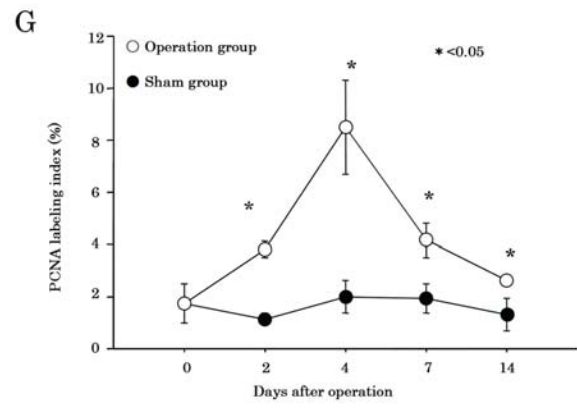 G
12
10
8
6
4
2
0
PCNA labeling index (%)
Operation group
Sham group
* <0.05
*
*
*
*
0 2 4 7 14
Days after operation